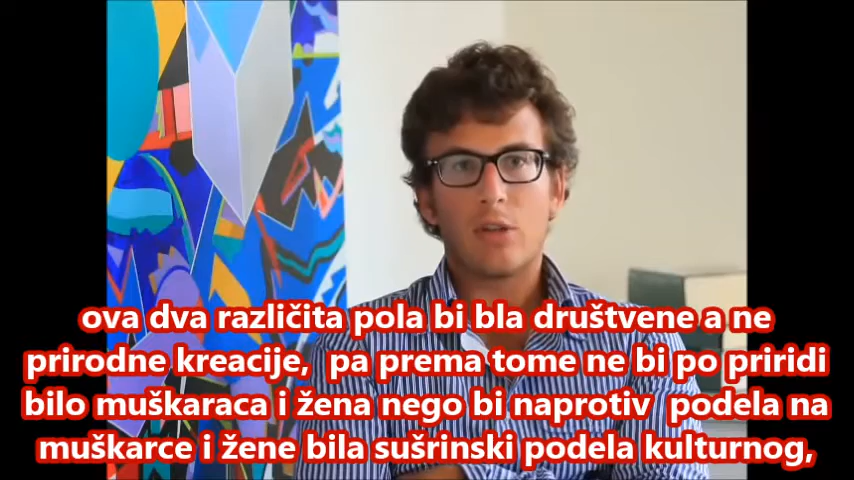 ova dva različita pola bi bla društvene a ne
prirodne kreacije, pa prema tome ne bi po priridi
bilo muškaraca i žena nego bi naprotiv podela na
muškarce i žene bila sušrinski podela kulturnog,